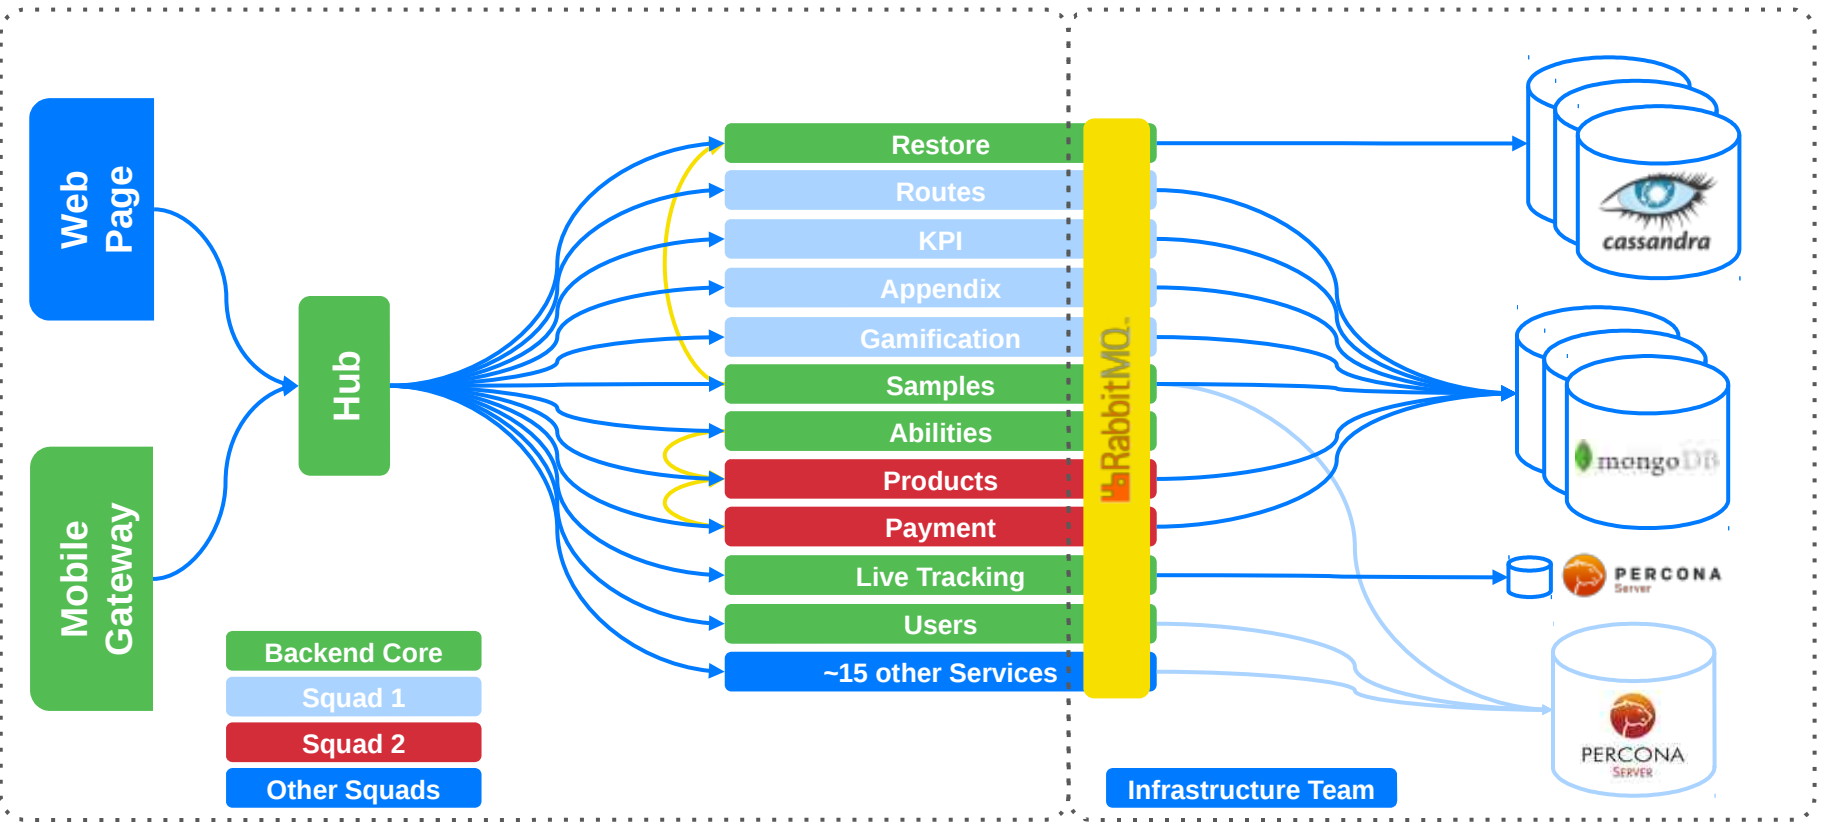 Web
Page
Mobile
Gateway
Hub
Restore
Routes
KPI
Appendix
Gamification
Samples
Abilities
Products
Payment
Live Tracking
Users
~15 other Services
Backend Core
Squad 1
Squad 2
Other Squads
RabbitMQ™
cassandra
mongoDB
PERCONA
Server
PERCONA
SERVER
Infrastructure Team